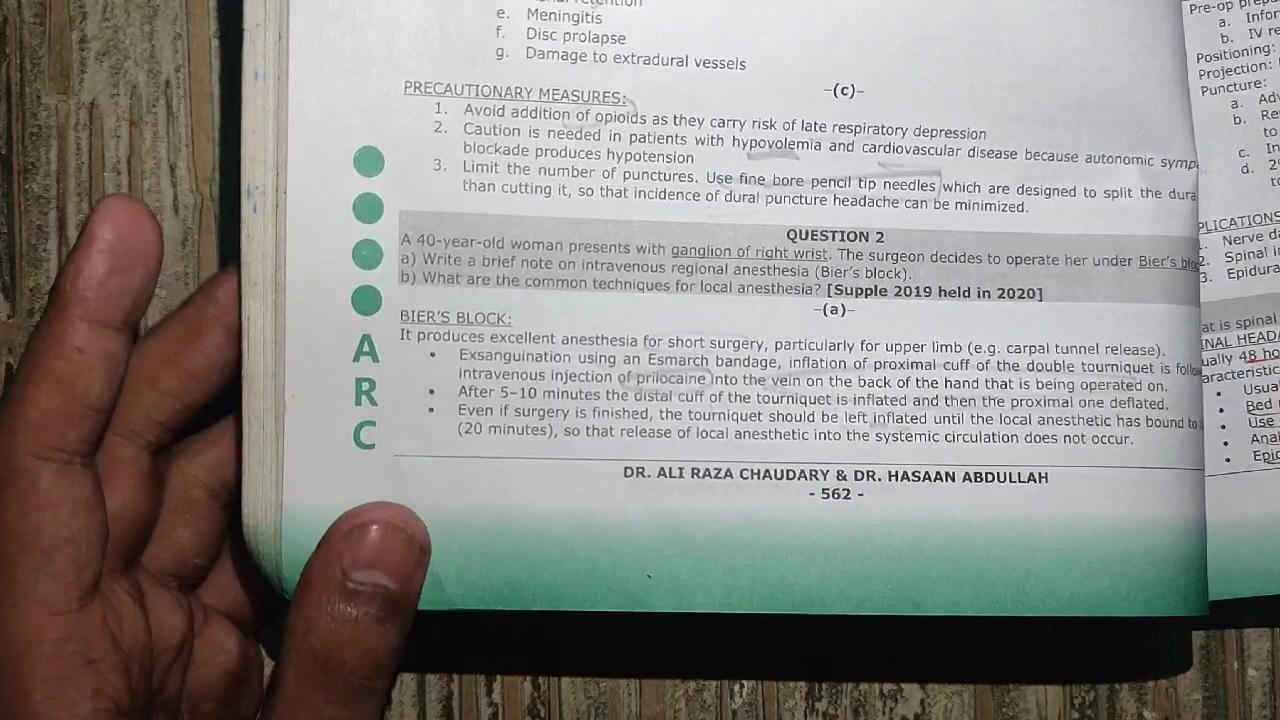 e. Meningitis
f. Disc prolapse
g. Damage to extradural vessels
-(c)-
PRECAUTIONARY MEASURES:
1. Avoid addition of opioids as they carry risk of late respiratory depression
2. Caution is needed in patients with hypovolemia and cardiovascular disease because autonomic
blockade produces hypotension
3. Limit the number of punctures. Use fine bore pencil tip needles which are designed to split the dura
than cutting it, so that incidence of dural puncture headache can be minimized.
QUESTION 2
A 40-year-old woman presents with ganglion of right wrist. The surgeon decides to operate her under Bier's
a) Write a brief note on intravenous regional anesthesia (Bier's block).
b) What are the common techniques for local anesthesia? [Supple 2019 held in 2020]
-(a)-
BIER'S BLOCK:
It produces excellent anesthesia for short surgery, particularly for upper limb (e.g. carpal tunnel release).
• Exsanguination using an Esmarch bandage, inflation of proximal cuff of the double tourniquet is
intravenous injection of prilocaine into the vein on the back of the hand that is being operated on.
• After 5-10 minutes the distal cuff of the tourniquet is inflated and then the proximal one deflated.
• Even if surgery is finished, the tourniquet should be left inflated until the local anesthetic has bound to
(20 minutes), so that release of local anesthetic into the systemic circulation does not occur.
DR. ALI RAZA CHAUDARY & DR. HASAAN ABDULLAH
- 562 -
A
R
C
Pre-op
a.
b. IV
Positioning:
Projection:
Puncture:
a.
b.
to
c.
d.
2. Spinal
3.
is spinal
48
•
• Bed
• Use
•
•